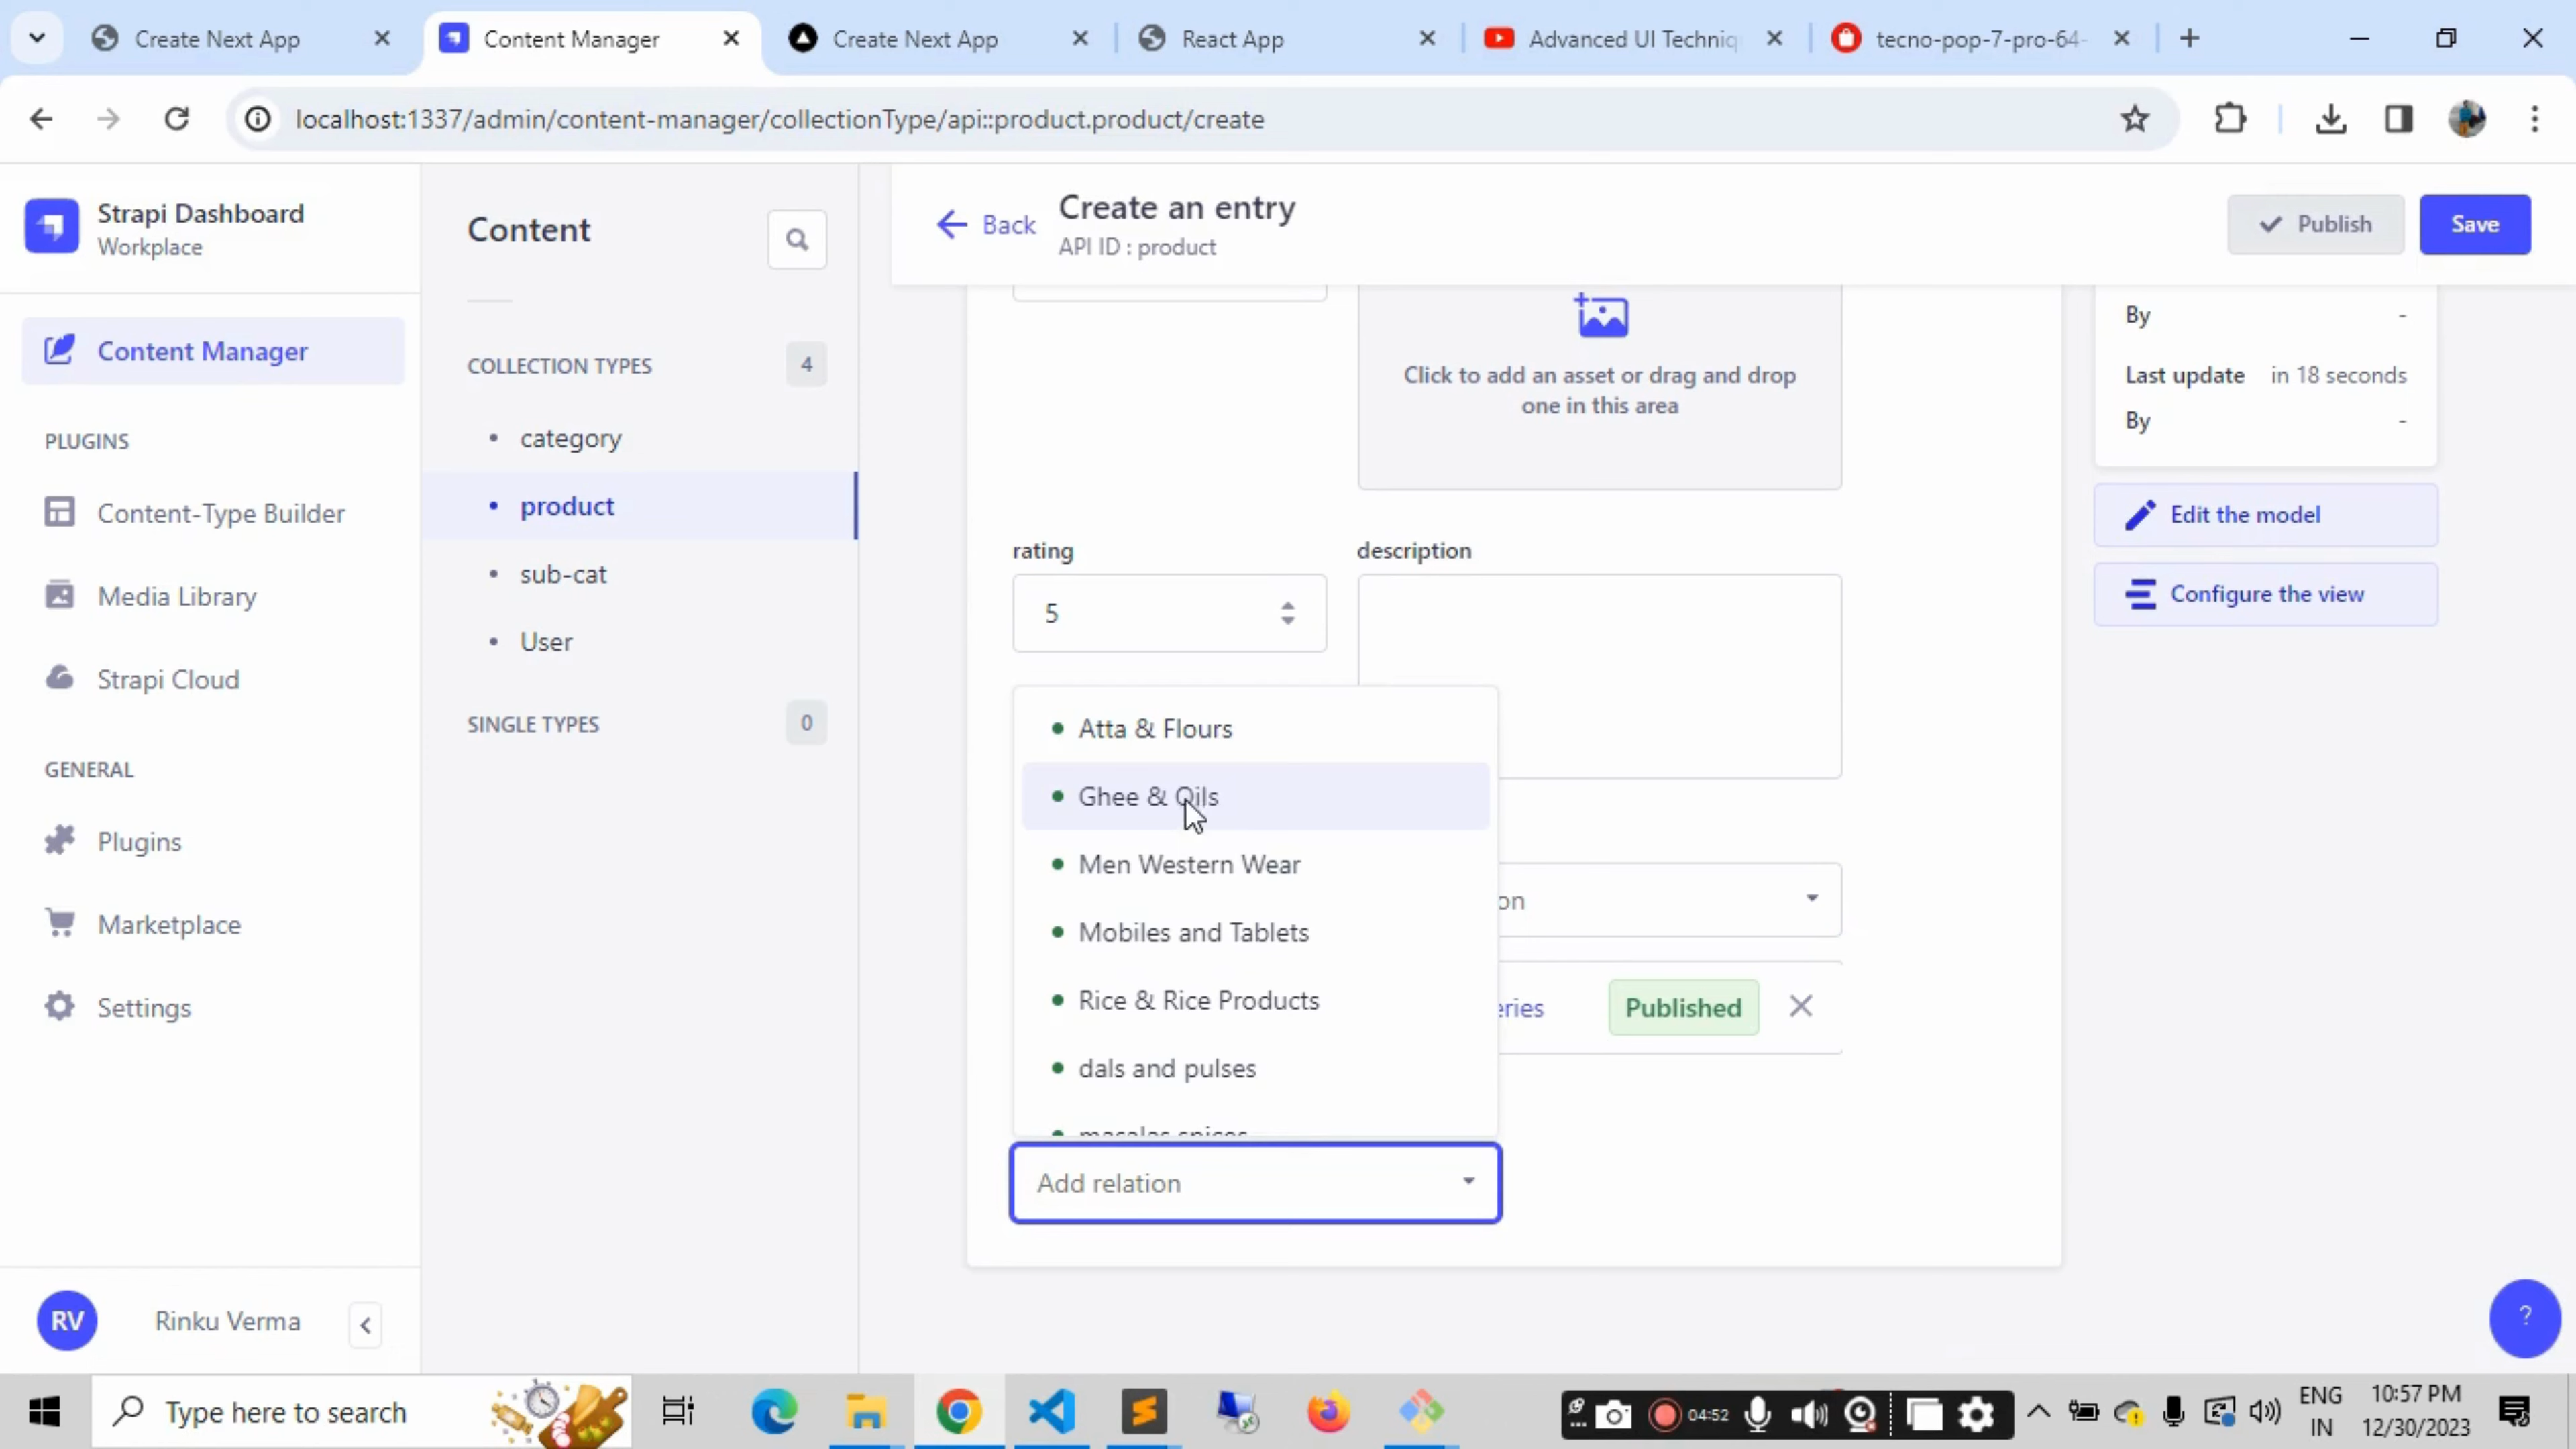 Create Next App
Content Manager
Create Next App
React App
Advanced UI Techniq
tecno-pop-7-pro-64-
localhost:1337/admin/content-manager/collectionType/api::product.product/create
Strapi Dashboard
Workplace
Content Manager
PLUGINS
Content-Type Builder
Media Library
Strapi Cloud
GENERAL
Plugins
Marketplace
Settings
RV
Rinku Verma
Content
COLLECTION TYPES
4
category
product
sub-cat
User
SINGLE TYPES
0
Back
Create an entry
API ID : product
Publish
Save
Click to add an asset or drag and drop
one in this area
rating
description
5
Atta & Flours
Ghee & Oils
Men Western Wear
Mobiles and Tablets
Rice & Rice Products
dals and pulses
masalas spices
on
eries
Published
Add relation
By -
Last update in 18 seconds
By -
Edit the model
Configure the view
?
Type here to search
04:52
ENG
IN
10:57 PM
12/30/2023